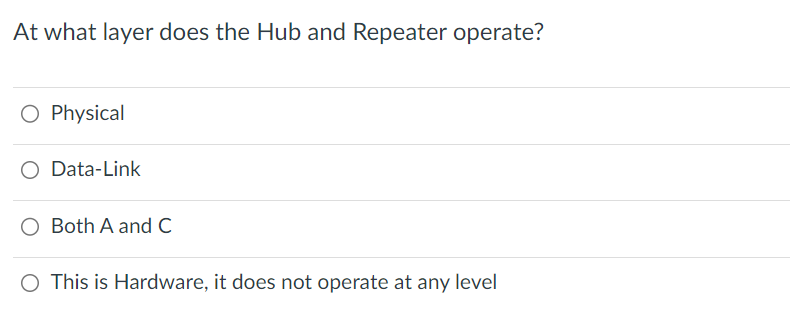 At what layer does the Hub and Repeater operate?
Physical
Data-Link
Both A and C
This is Hardware, it does not operate at any level